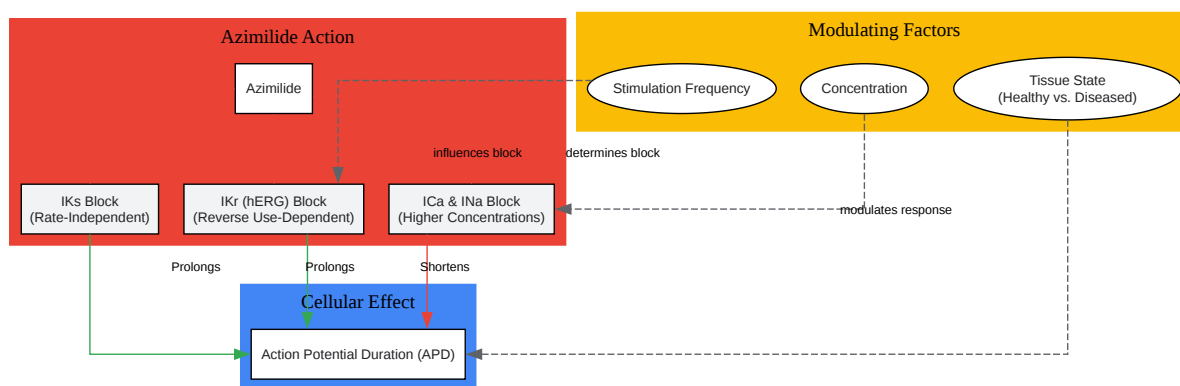 Azimilide Action
Modulating Factors
Azimilide
Stimulation Frequency
Concentration
Tissue State
(Healthy vs. Diseased)
influences block
determines block
IKs Block
(Rate-Independent)
IKr (hERG) Block
(Reverse Use-Dependent)
ICa & INa Block
(Higher Concentrations)
modulates response
Prolongs
Prolongs
Shortens
Cellular Effect
Action Potential Duration (APD)